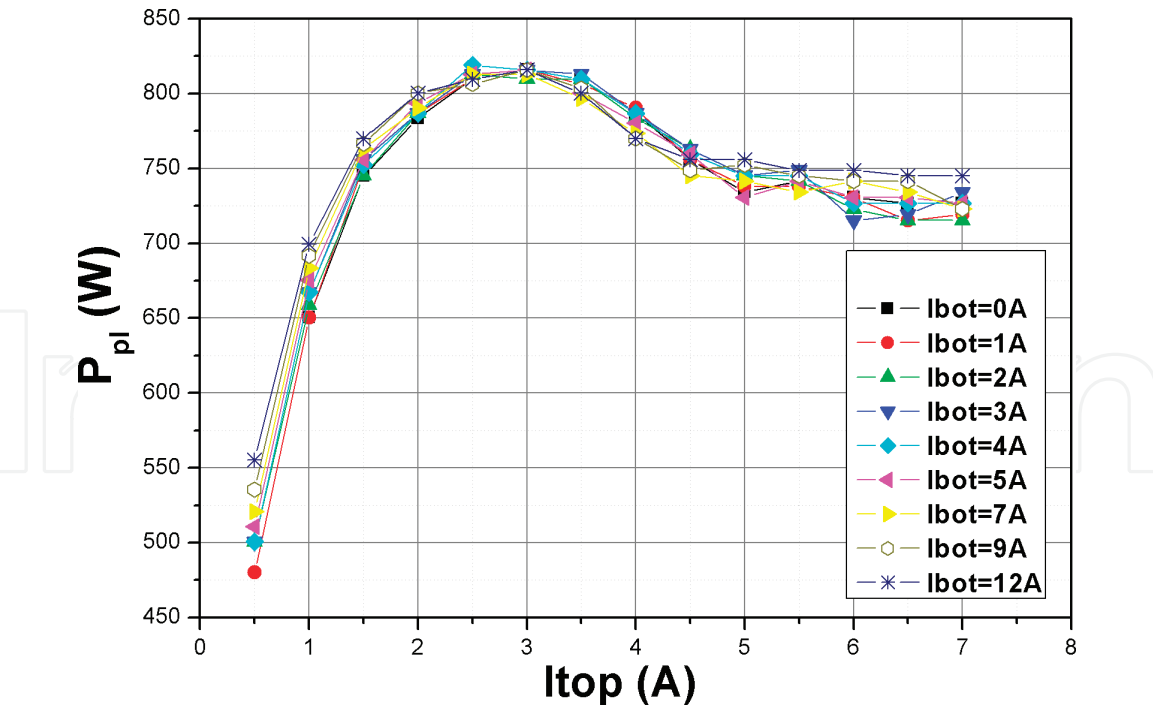 850
800
750
700
650
600
550
500
450
0 1 2 3 4 5 6 7 8
P_pl (W)
Itop (A)
Ibot=0A
Ibot=1A
Ibot=2A
Ibot=3A
Ibot=4A
Ibot=5A
Ibot=7A
Ibot=9A
Ibot=12A